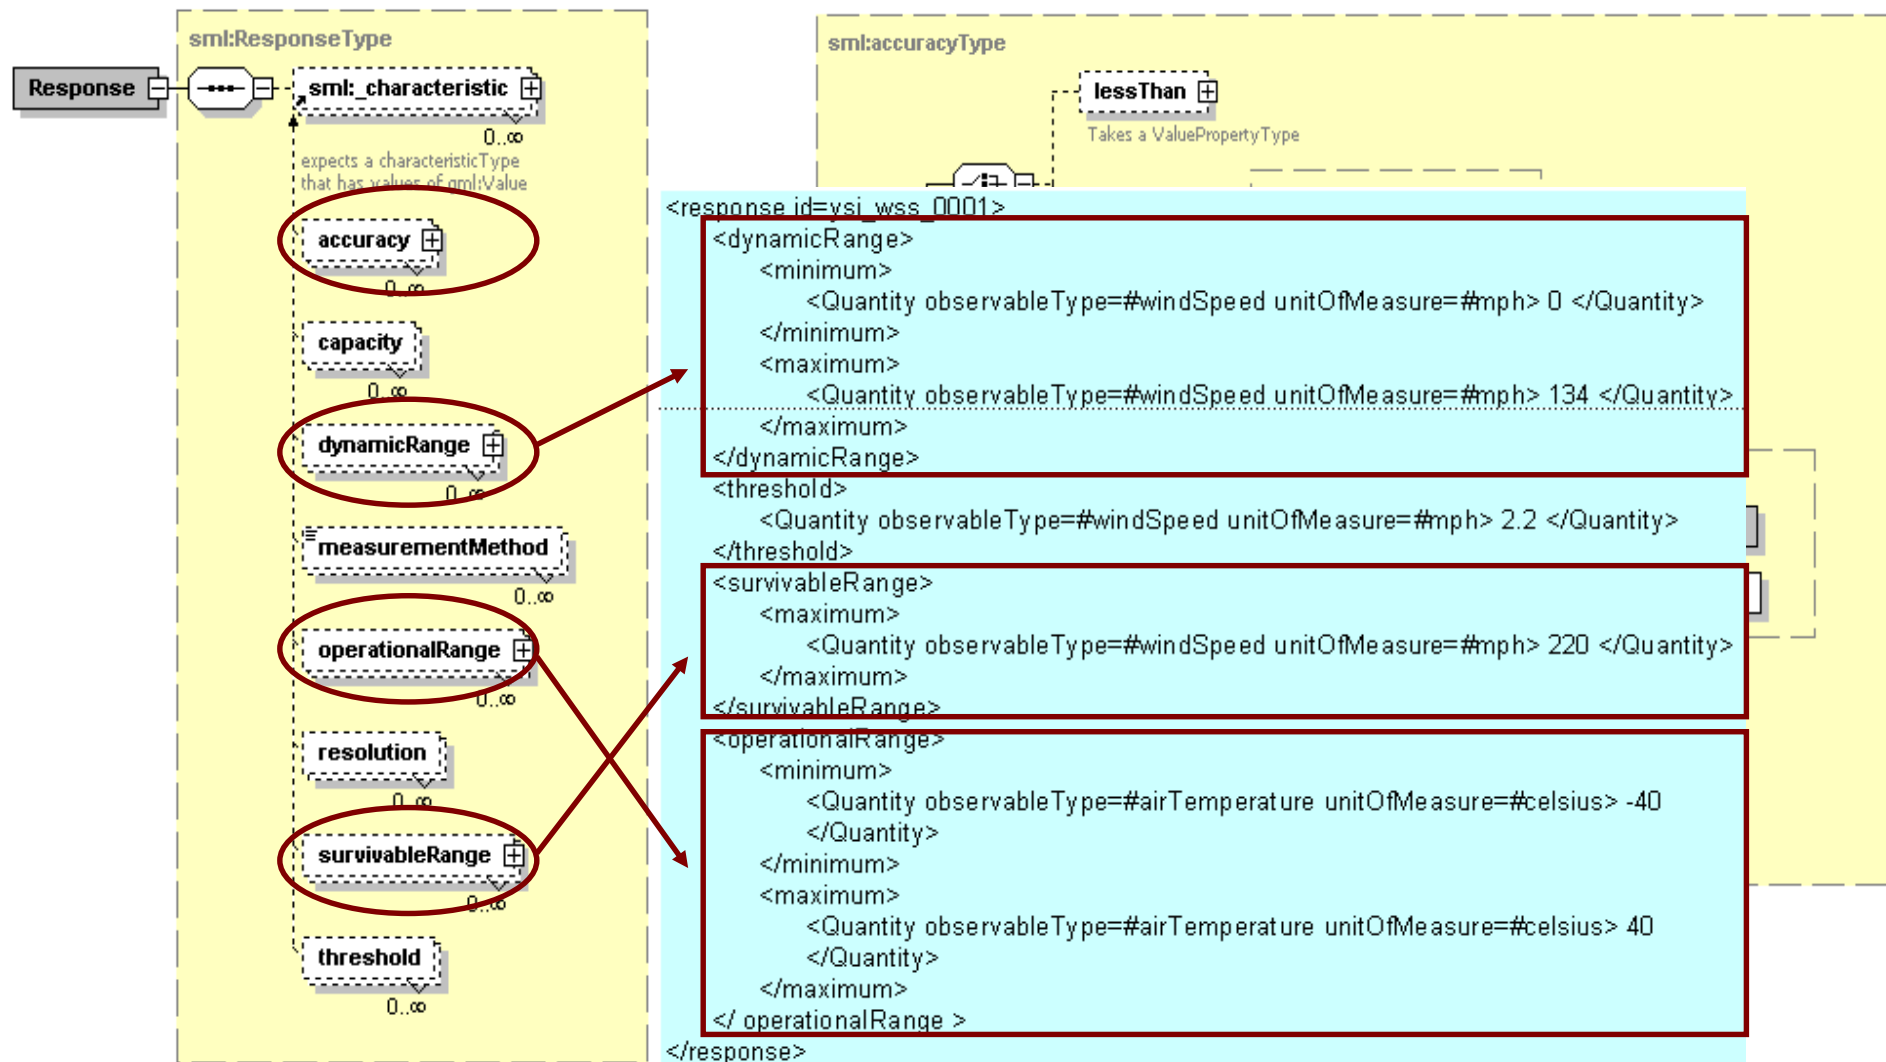 sml:ResponseType
Response
sml:_characteristic
0..∞
expects a characteristicType
that has values of gml:Value
accuracy
0..∞
capacity
0..∞
dynamicRange
0..∞
measurementMethod
0..∞
operationalRange
0..∞
resolution
0..∞
survivableRange
0..∞
threshold
0..∞
sml:accuracyType
lessThan
Takes a ValuePropertyType
<response id=ysi_wss_0001>
<dynamicRange>
<minimum>
<Quantity observableType=#windSpeed unitOfMeasure=#mph> 0 </Quantity>
</minimum>
<maximum>
<Quantity observableType=#windSpeed unitOfMeasure=#mph> 134 </Quantity>
</maximum>
</dynamicRange>
<threshold>
<Quantity observableType=#windSpeed unitOfMeasure=#mph> 2.2 </Quantity>
</threshold>
<survivableRange>
<maximum>
<Quantity observableType=#windSpeed unitOfMeasure=#mph> 220 </Quantity>
</maximum>
</survivableRange>
<operationalRange>
<minimum>
<Quantity observableType=#airTemperature unitOfMeasure=#celsius> -40
</Quantity>
</minimum>
<maximum>
<Quantity observableType=#airTemperature unitOfMeasure=#celsius> 40
</Quantity>
</maximum>
</ operationalRange >
</response>